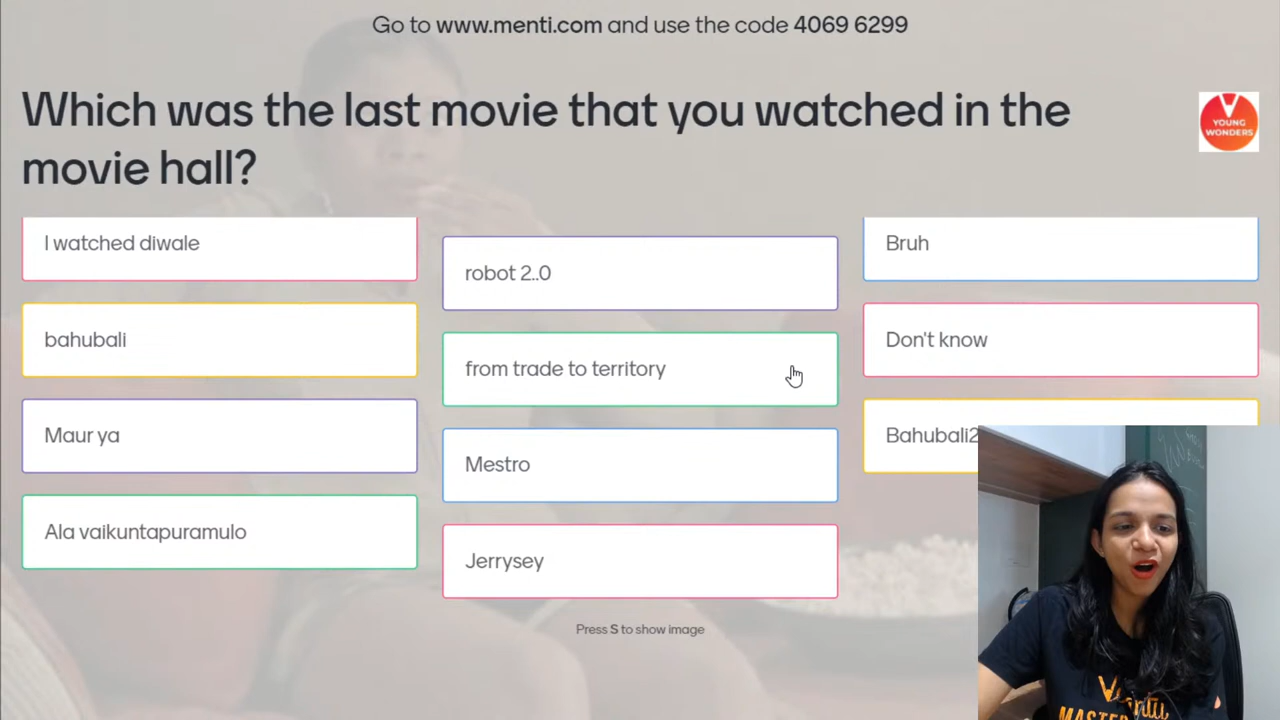 Go to www.menti.com and use the code 4069 6299
Which was the last movie that you watched in the
movie hall?
YOUNG
WONDERS
I watched diwale
bahubali
Maur ya
Ala vaikuntapuramulo
robot 2..0
from trade to territory
Mestro
Jerrysey
Bruh
Don't know
Bahubali2
Press S to show image
MASTER